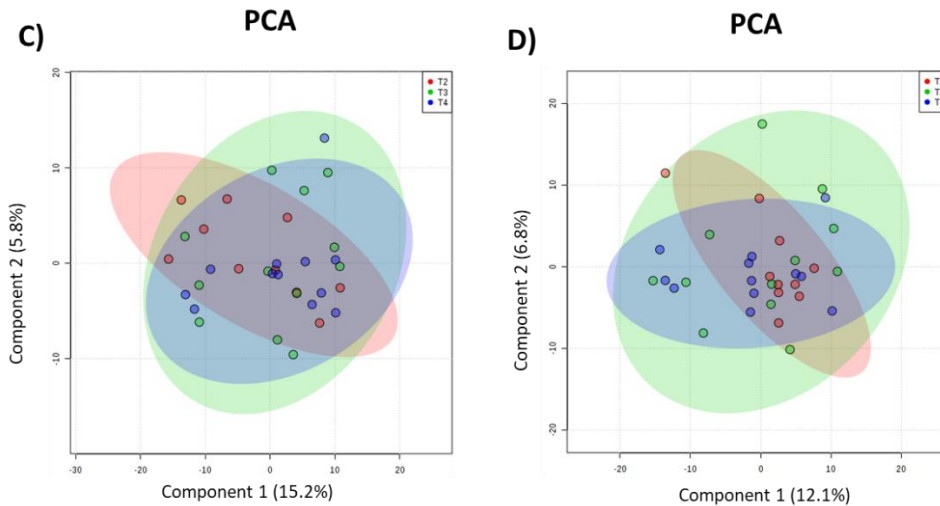 C)
PCA
T2
T3
T4
20
10
0
-10
-30
-20
-10
0
10
20
Component 2 (5.8%)
Component 1 (15.2%)
D)
PCA
T
T
T
20
10
0
-10
-20
-20
-10
0
10
20
Component 2 (6.8%)
Component 1 (12.1%)